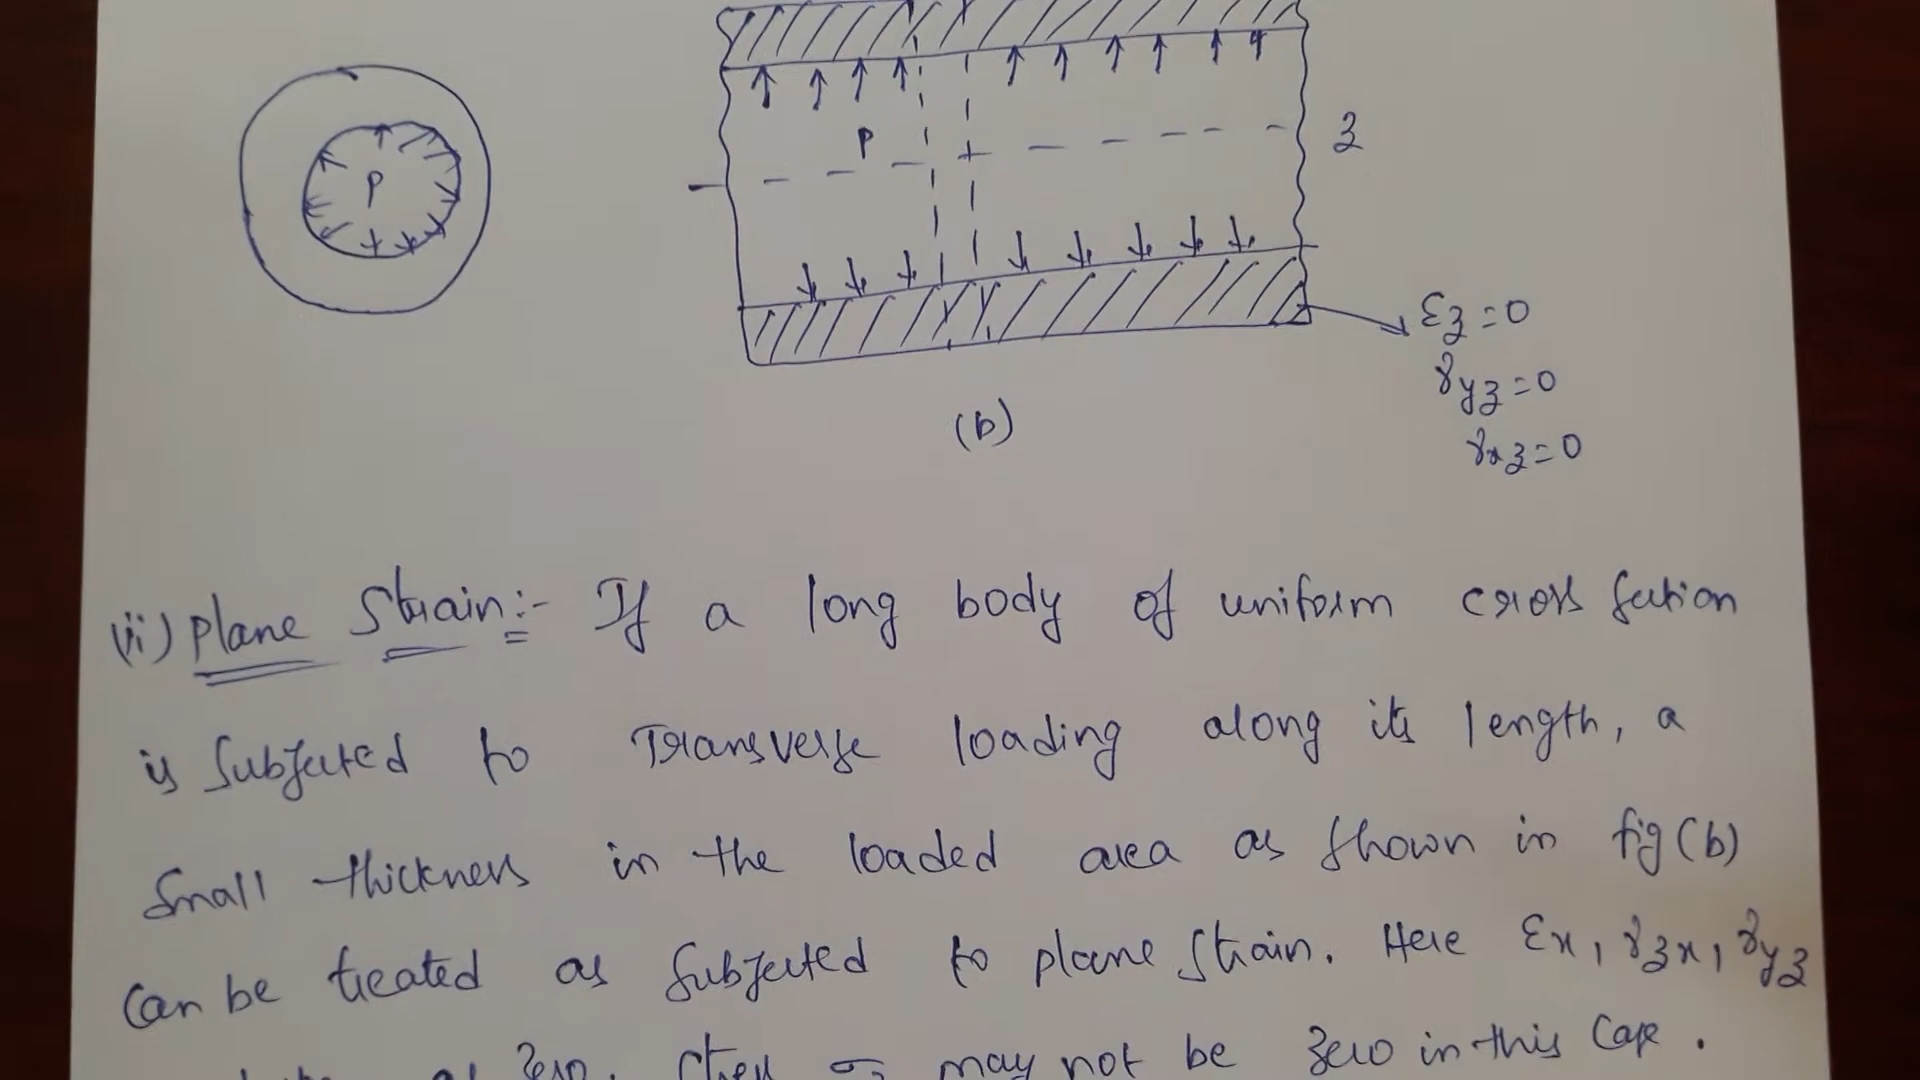 P
P
z
εz = 0
γyz = 0
γxz = 0
(b)
(ii) Plane Strain:- If a long body of uniform cross section
is subjected to Transverse loading along its length, a
small thickness in the loaded area as shown in fig(b)
can be treated as subjected to plane strain. Here εx, γzx, γyz
zero. may not be zero in this case.